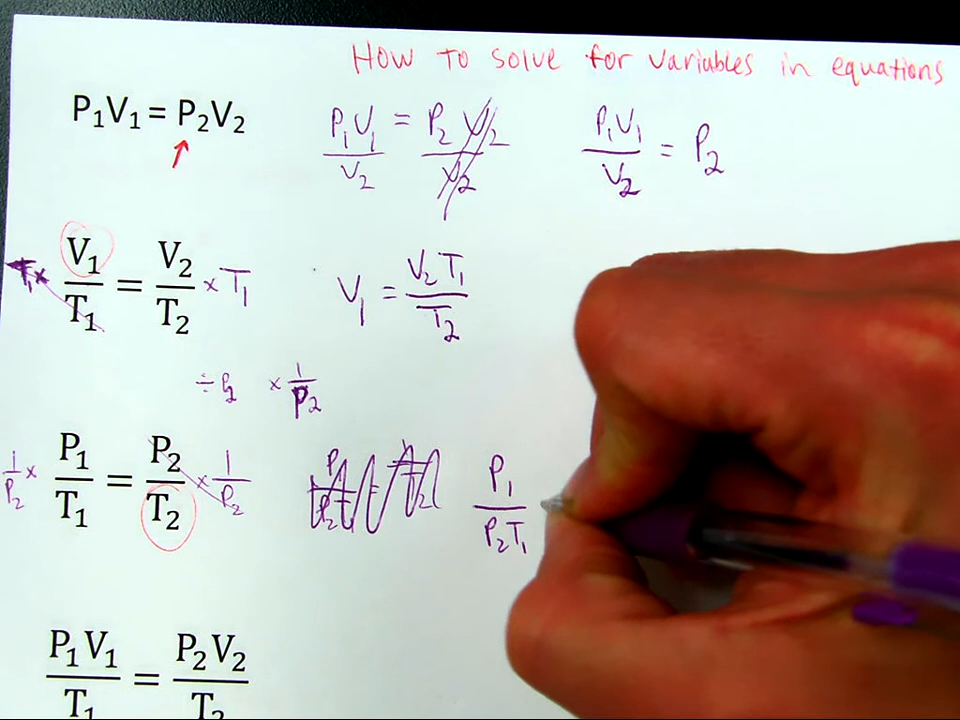 How to solve for variables in equations
P₁V₁ = P₂V₂
P₁V₁ / V₂ = P₂V₂ / V₂
P₁V₁ / V₂ = P₂
T₁ × V₁ / T₁ = V₂ / T₂ × T₁
V₁ = V₂T₁ / T₂
÷ P₂ × 1 / P₂
1 / P₂ × P₁ / T₁ = P₂ / T₂ × 1 / P₂
P₁ / P₂T₁
P₁V₁ / T₁ = P₂V₂ / T₂